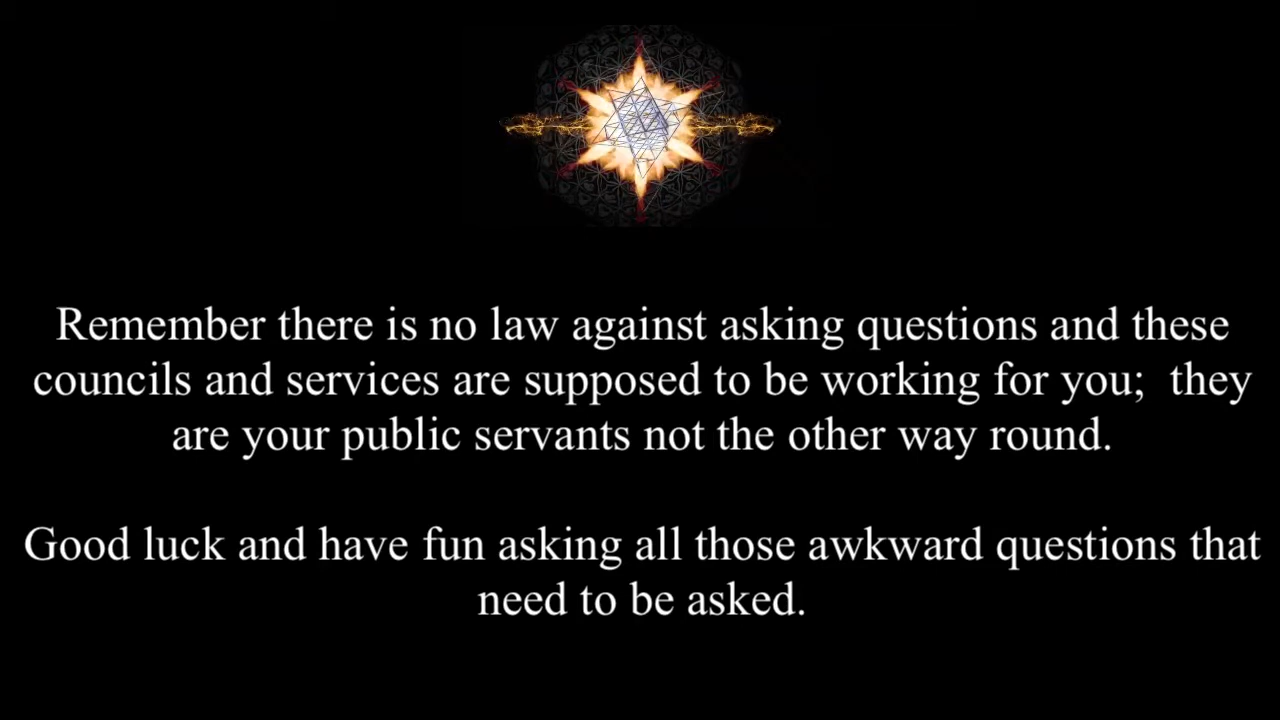 Remember there is no law against asking questions and these
councils and services are supposed to be working for you;  they
are your public servants not the other way round.
Good luck and have fun asking all those awkward questions that
need to be asked.